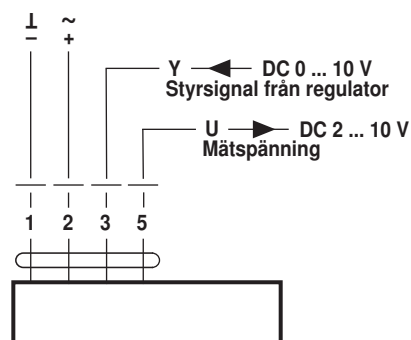 ⊥ ~
− +
Y DC 0 ... 10 V
Styrsignal från regulator
U DC 2 ... 10 V
Mätspänning
1 2 3 5